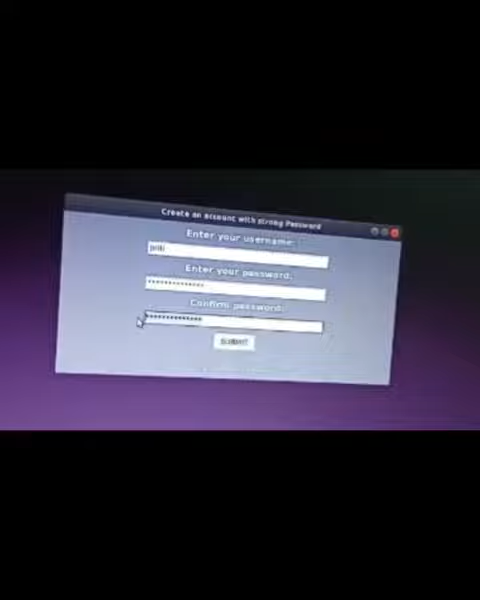 Create an account with strong Password
Enter your username:
Enter your password:
**************
Confirm password:
**************
SUBMIT